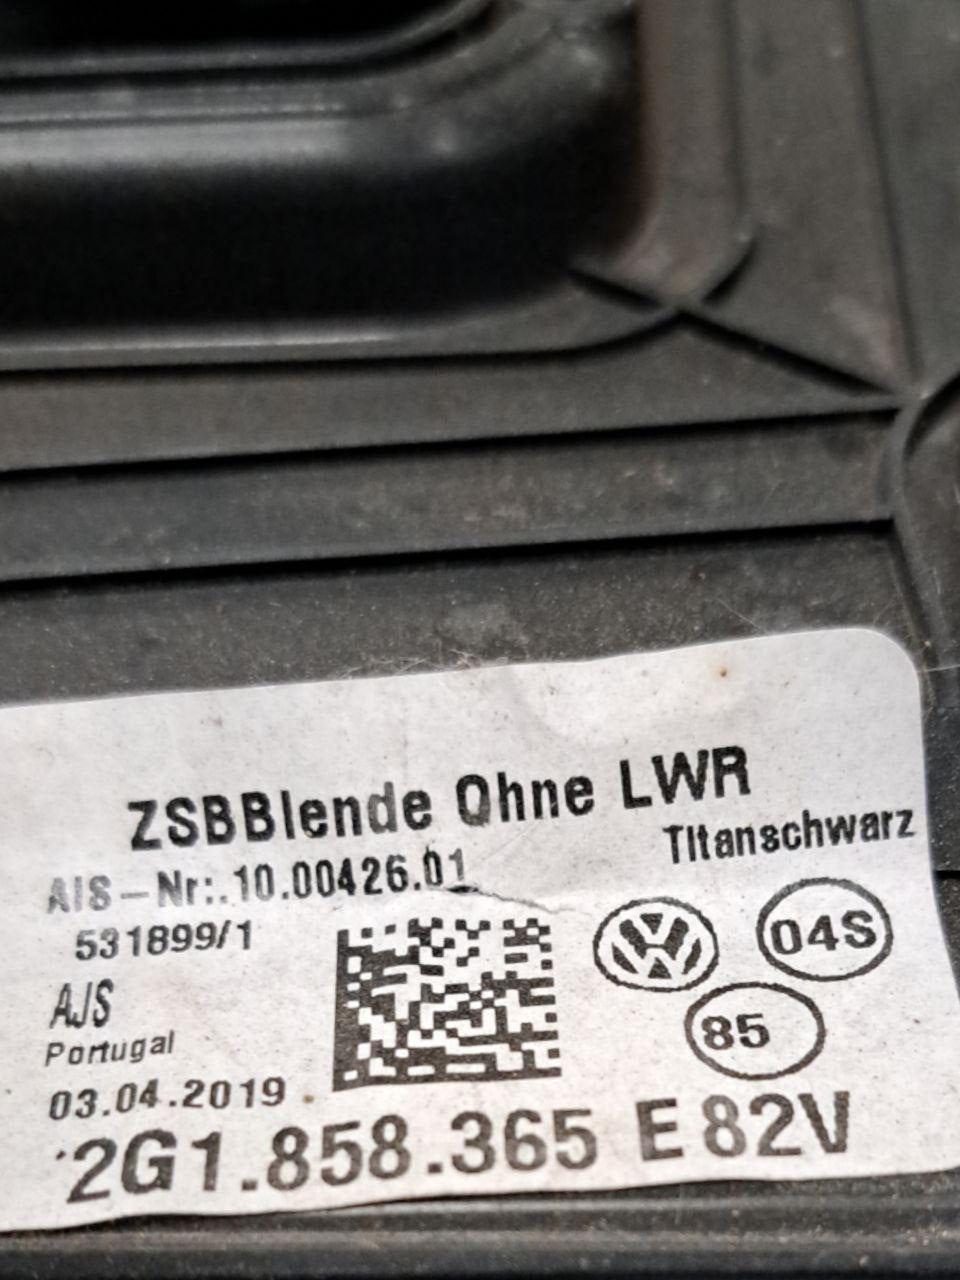 ZSBBlende Ohne LWR
Titanschwarz
AIS-Nr:.10.00426.01
531899/1
04S
AJS
85
Portugal
03.04.2019
2G1.858.365 E 82V